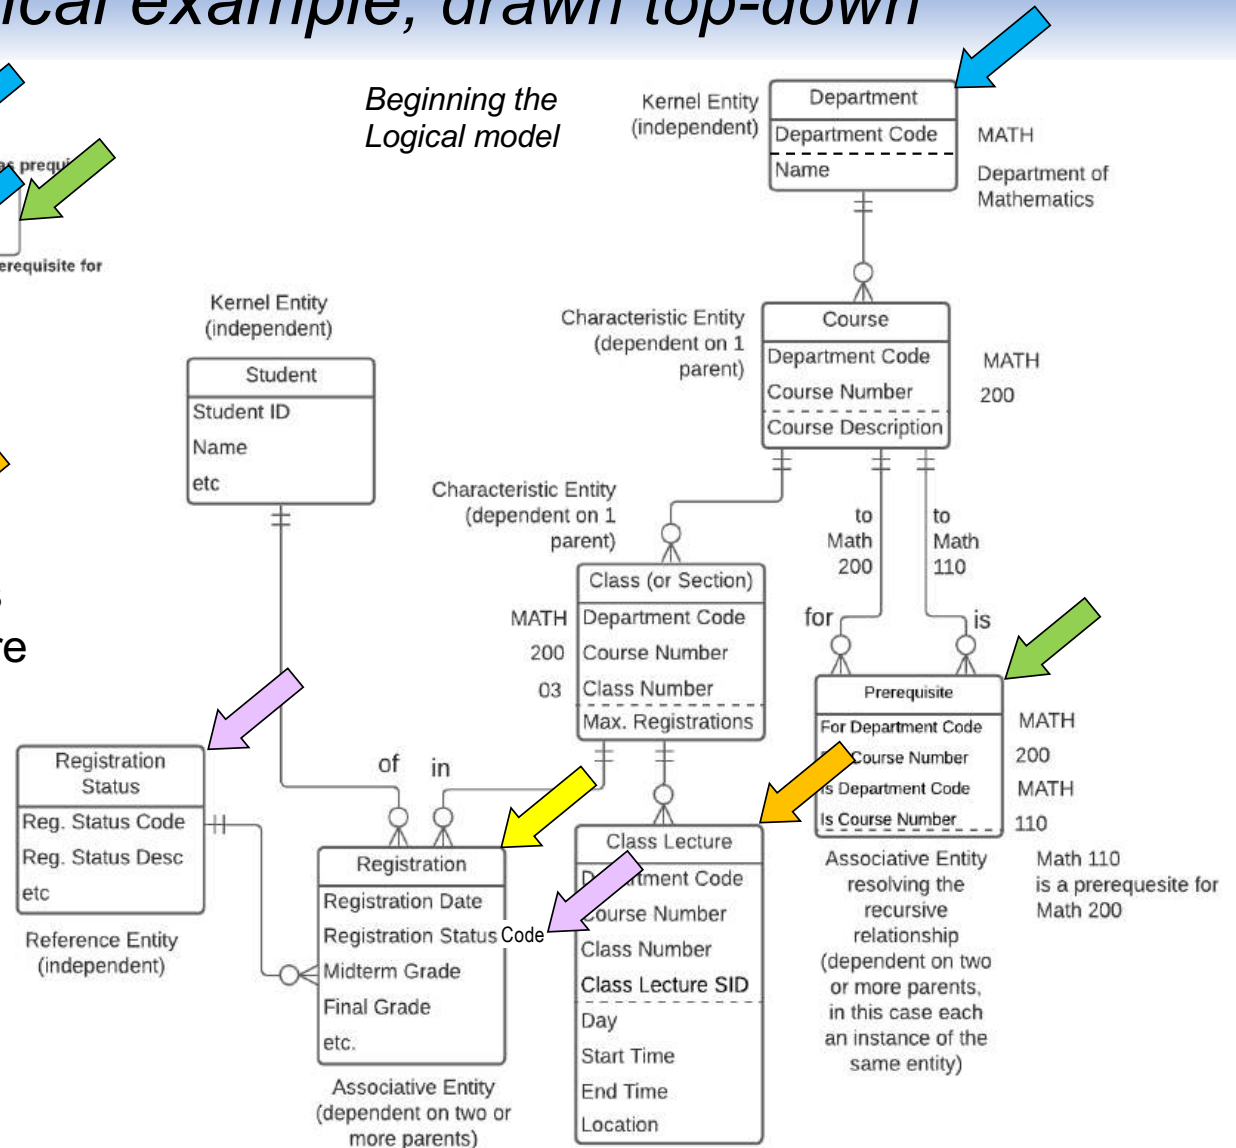 ical example, drawn top-down
Beginning the
Logical model
as prequi
erequisite for
re
Kernel Entity
(independent)
Department
Department Code
Name
MATH
Department of
Mathematics
Characteristic Entity
(dependent on 1
parent)
Course
Department Code
Course Number
Course Description
MATH
200
Kernel Entity
(independent)
Student
Student ID
Name
etc
Characteristic Entity
(dependent on 1
parent)
to
Math
200
to
Math
110
for
is
Class (or Section)
MATH Department Code
200 Course Number
03 Class Number
Max. Registrations
Prerequisite
For Department Code
Course Number
Is Department Code
Is Course Number
MATH
200
MATH
110
Associative Entity
resolving the
recursive
relationship
(dependent on two
or more parents,
in this case each
an instance of the
same entity)
Math 110
is a prerequesite for
Math 200
Registration
Status
Reg. Status Code
Reg. Status Desc
etc
Reference Entity
(independent)
of
in
Registration
Registration Date
Registration Status Code
Midterm Grade
Final Grade
etc.
Associative Entity
(dependent on two or
more parents)
Class Lecture
Department Code
Course Number
Class Number
Class Lecture SID
Day
Start Time
End Time
Location